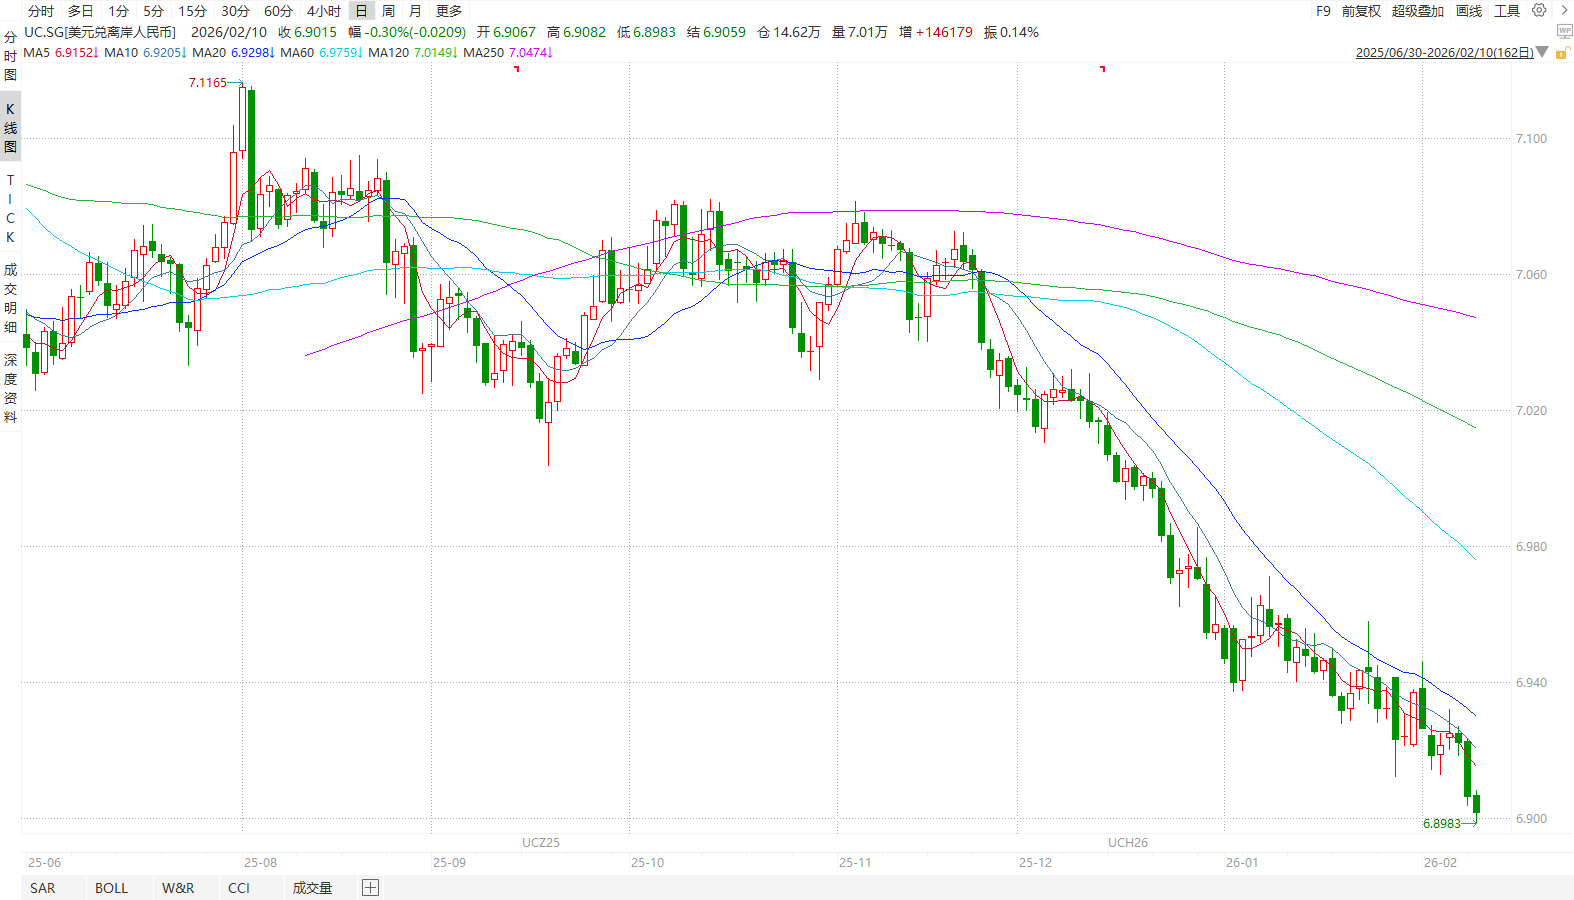 分时 多日 1分 5分 15分 30分 60分 4小时 日 周 月 更多 F9 前复权 超级叠加 画线 工具
UC.SG[美元兑离岸人民币] 2026/02/10 收 6.9015 幅 -0.30%(-0.0209) 开 6.9067 高 6.9082 低 6.8983 结 6.9059 仓 14.62万 量 7.01万 增 +146179 振 0.14%
WP
MA5 6.9152↓ MA10 6.9205↓ MA20 6.9298↓ MA60 6.9759↓ MA120 7.0149↓ MA250 7.0474↓ 2025/06/30-2026/02/10(162日)
分时图
K线图
TICK
成交明细
深度资料
7.1165
7.100
7.060
7.020
6.980
6.940
6.900
6.8983
UCZ25 UCH26
25-06 25-08 25-09 25-10 25-11 25-12 26-01 26-02
SAR BOLL W&R CCI 成交量